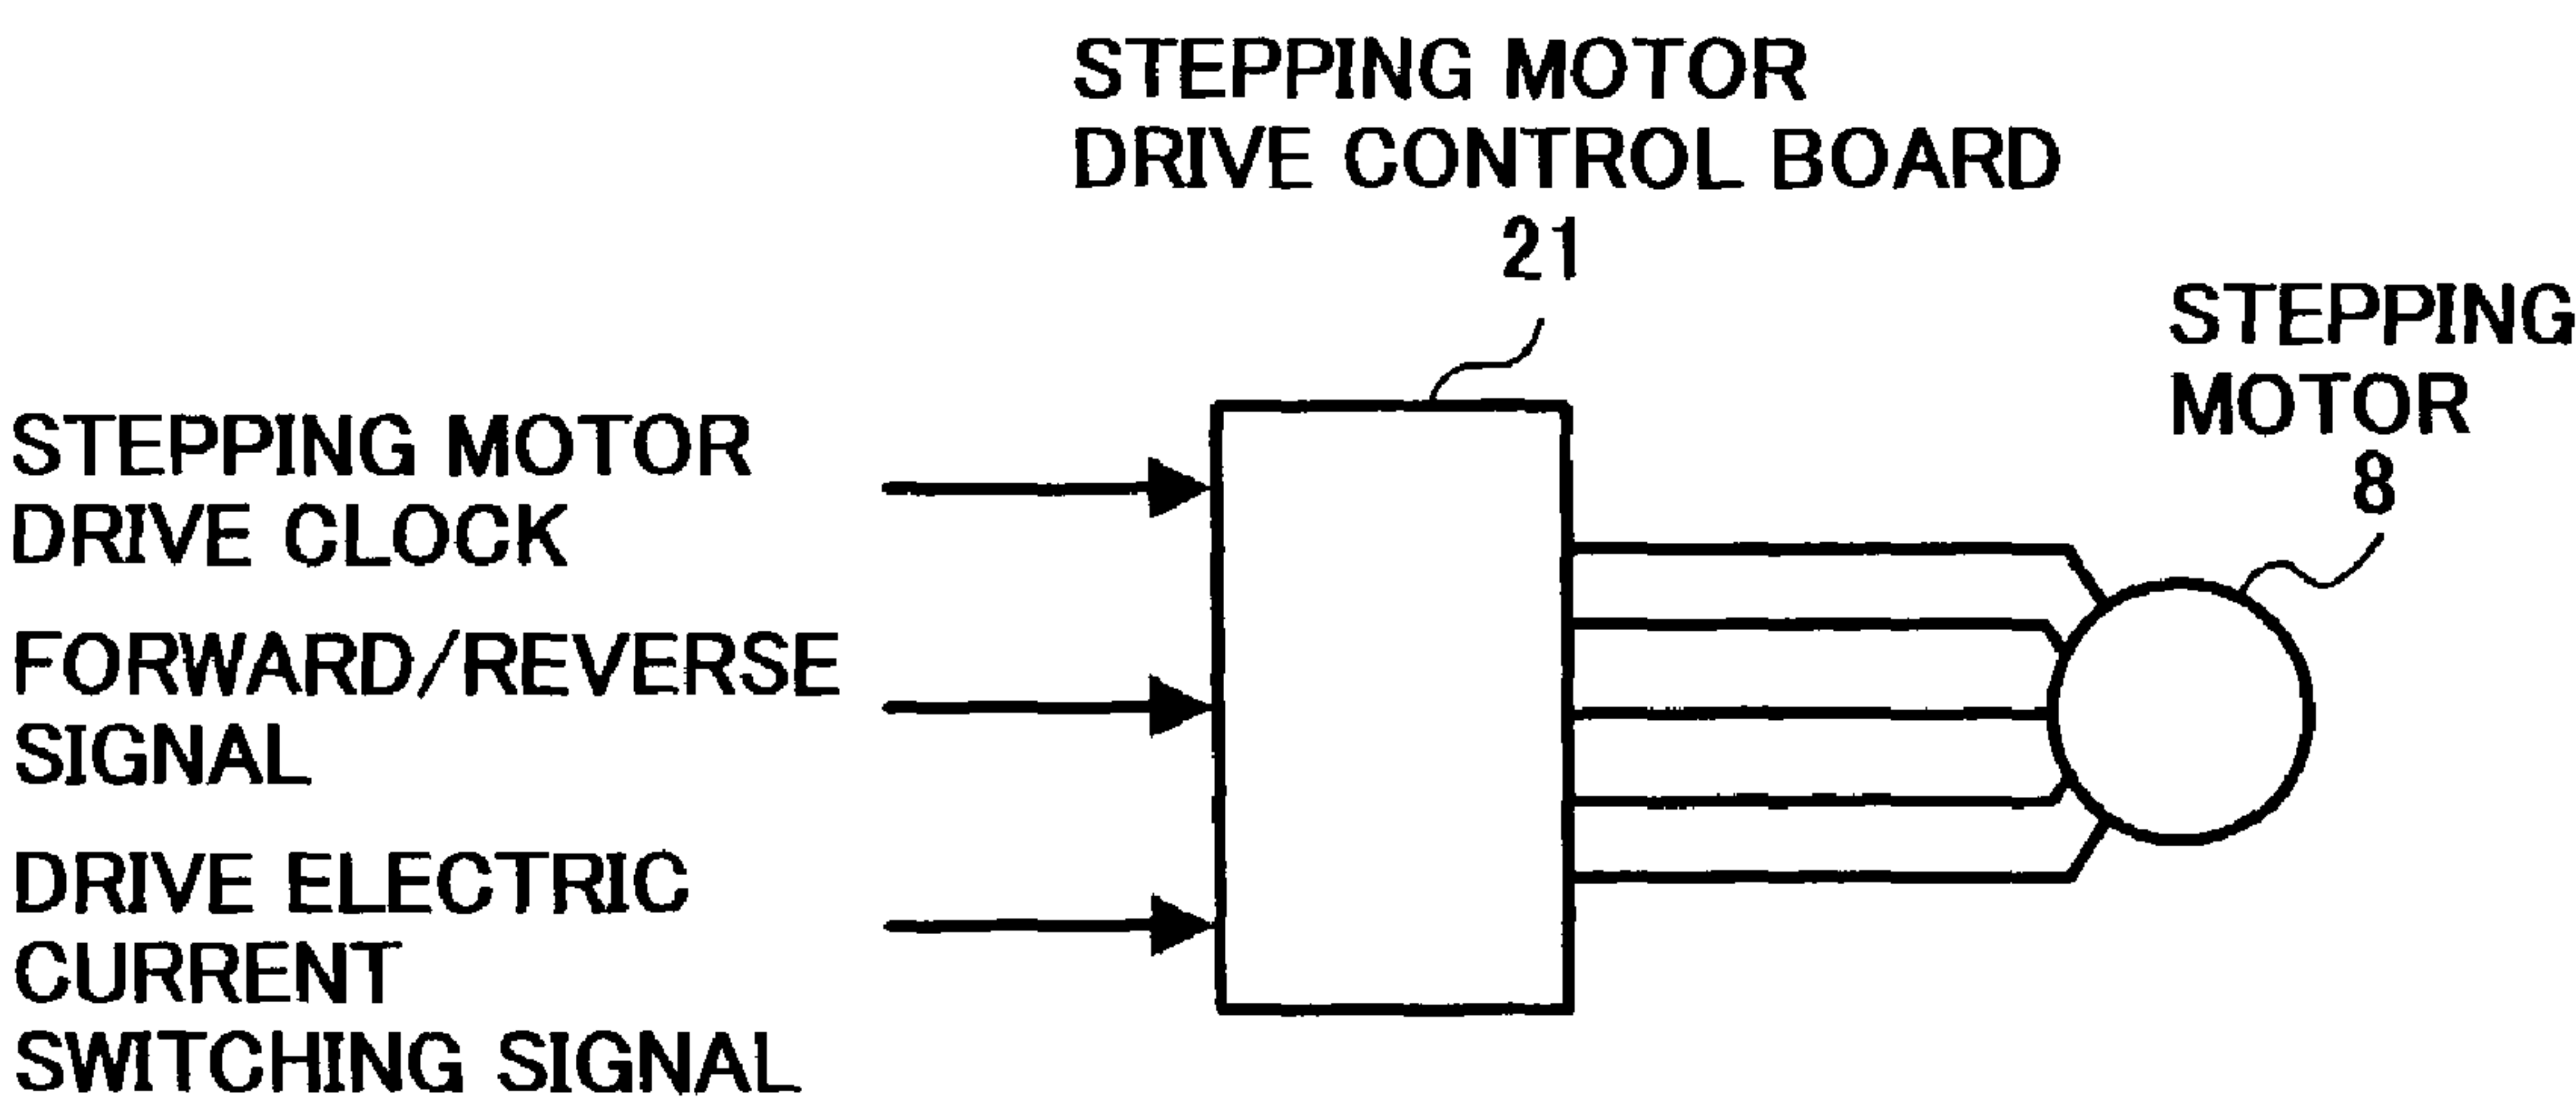 STEPPING MOTOR
DRIVE CONTROL BOARD
21
STEPPING
MOTOR
8
STEPPING MOTOR
DRIVE CLOCK
FORWARD/REVERSE
SIGNAL
DRIVE ELECTRIC
CURRENT
SWITCHING SIGNAL